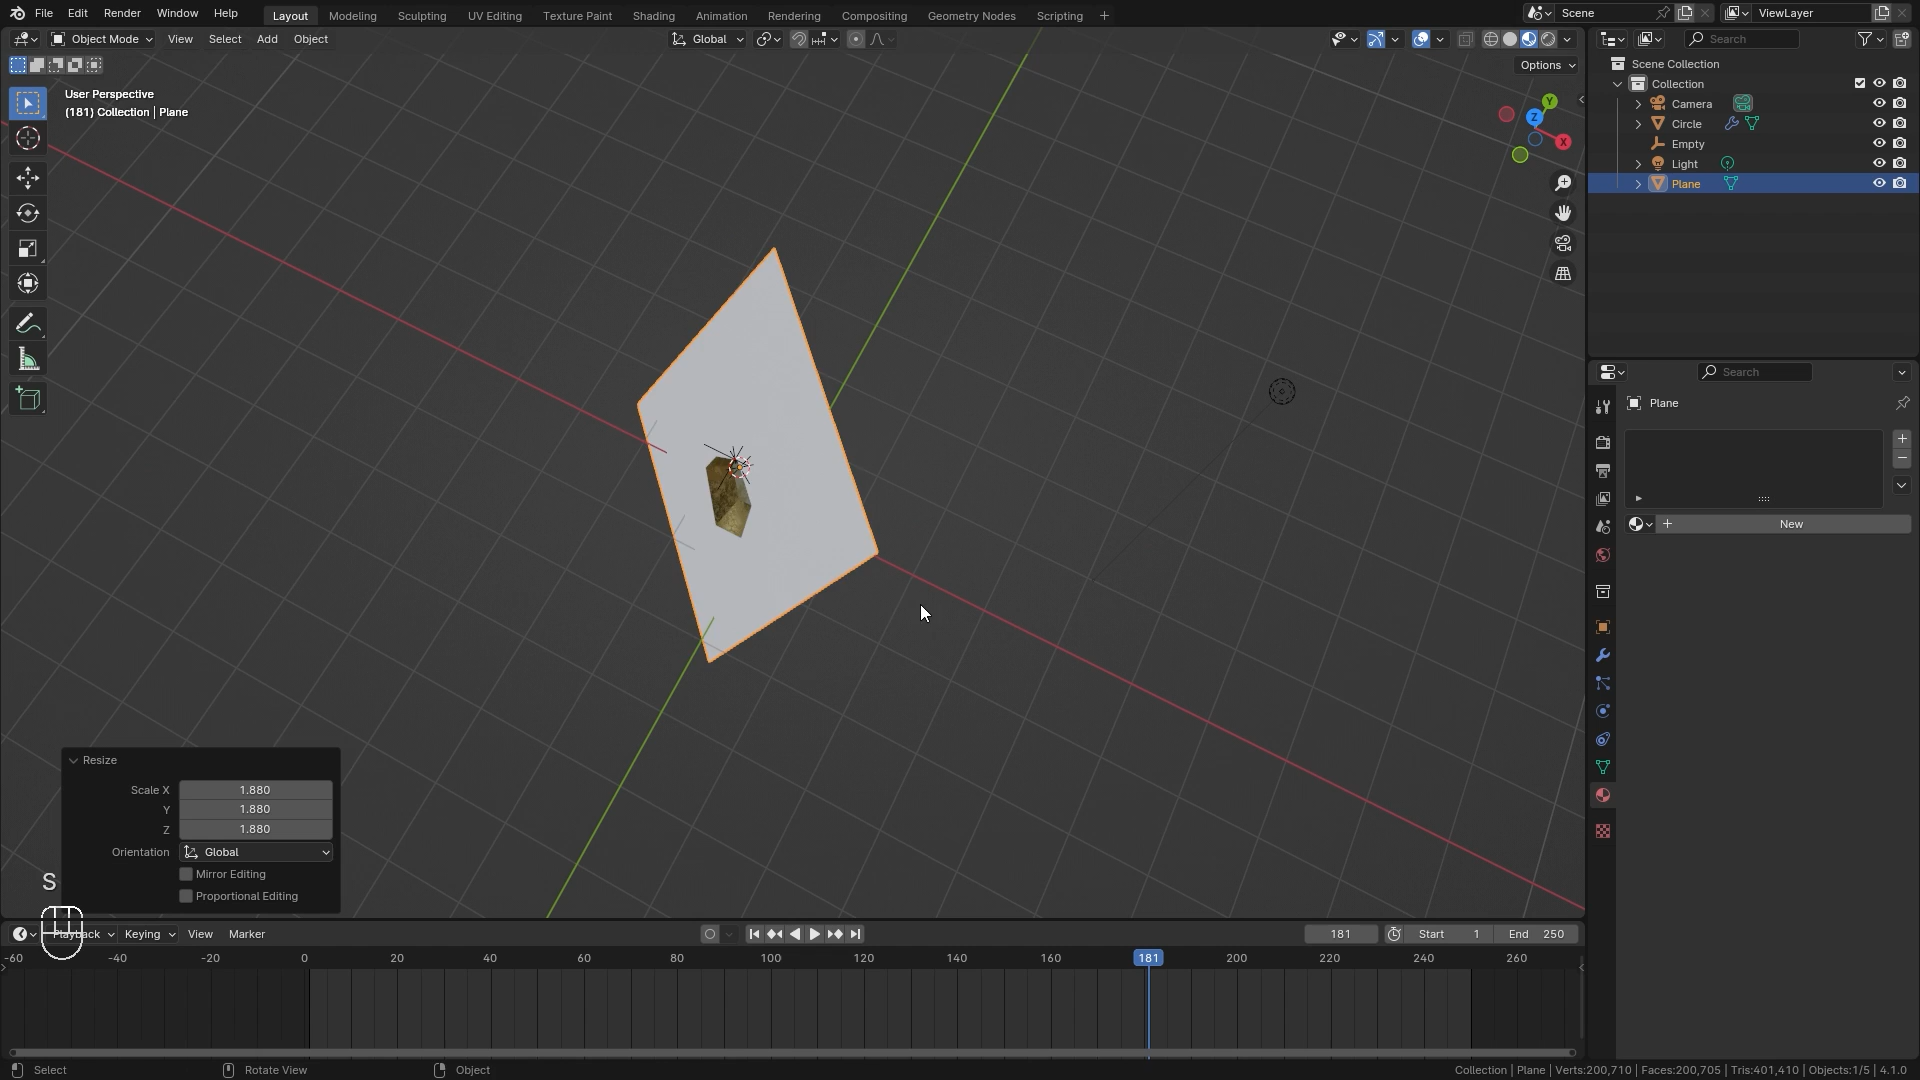 File Edit Render Window Help Layout Modeling Sculpting UV Editing Texture Paint Shading Animation Rendering Compositing Geometry Nodes Scripting + Scene ViewLayer
Object Mode View Select Add Object Global Search
Options
User Perspective
(181) Collection | Plane
Y
Z
X
Scene Collection
Collection
Camera
Circle
Empty
Light
Plane
Search
Plane
+
−
+ New
Resize
Scale X 1.880
Y 1.880
Z 1.880
Orientation Global
Mirror Editing
Proportional Editing
S
Playback Keying View Marker 181 Start 1 End 250
-60 -40 -20 0 20 40 60 80 100 120 140 160 181 200 220 240 260
Select Rotate View Object Collection | Plane | Verts:200,710 | Faces:200,705 | Tris:401,410 | Objects:1/5 | 4.1.0